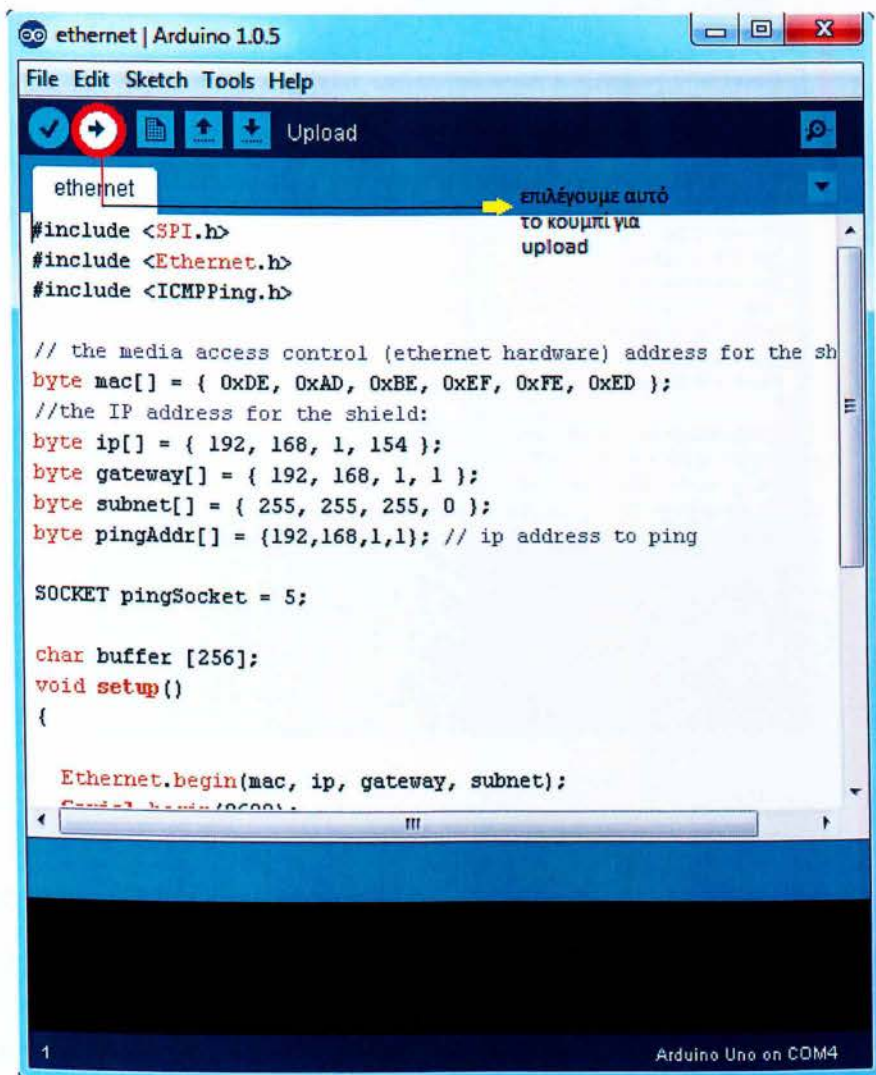 ethernet | Arduino 1.0.5
File Edit Sketch Tools Help
Upload
ethernet
επιλέγουμε αυτό
το κουμπί για
upload
#include <SPI.h>
#include <Ethernet.h>
#include <ICMPPing.h>
// the media access control (ethernet hardware) address for the sh
byte mac[] = { 0xDE, 0xAD, 0xBE, 0xEF, 0xFE, 0xED };
//the IP address for the shield:
byte ip[] = { 192, 168, 1, 154 };
byte gateway[] = { 192, 168, 1, 1 };
byte subnet[] = { 255, 255, 255, 0 };
byte pingAddr[] = {192,168,1,1}; // ip address to ping
SOCKET pingSocket = 5;
char buffer [256];
void setup()
{
Ethernet.begin(mac, ip, gateway, subnet);
1
Arduino Uno on COM4